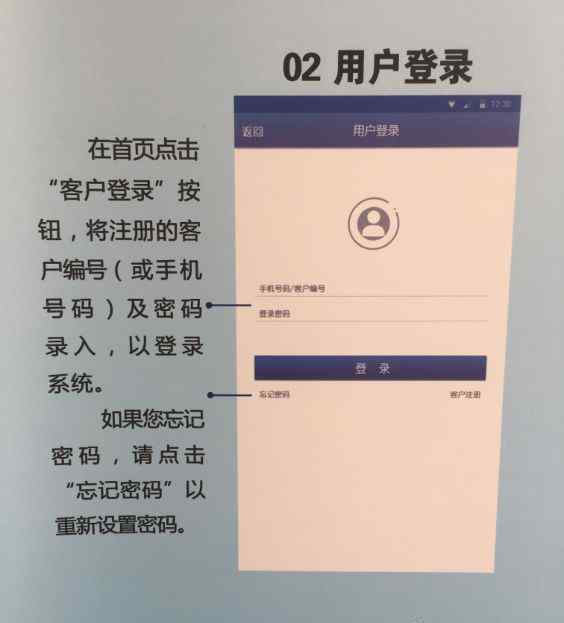 02 用户登录
在首页点击
“客户登录”按
钮，将注册的客
户编号（或手机
号码）及密码
录入，以登录
系统。
如果您忘记
密码，请点击
“忘记密码”以
重新设置密码。
12:30
返回
用户登录
手机号码/客户编号
登录密码
登 录
忘记密码
客户注册